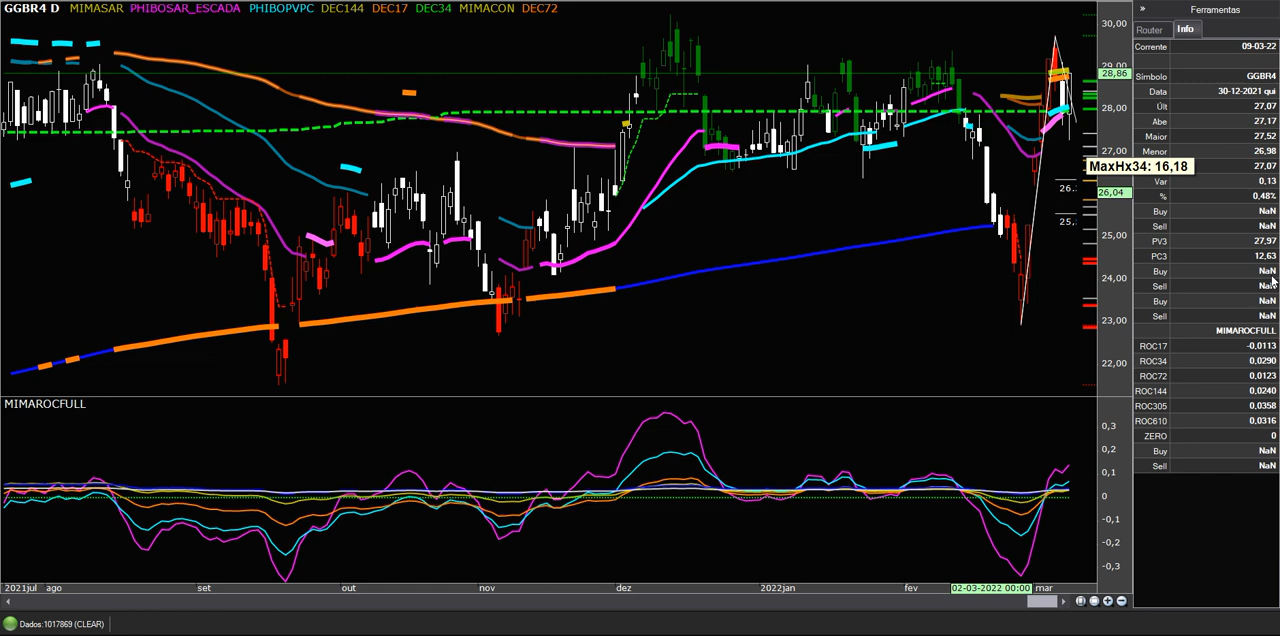 GGBR4 D MIMASAR PHIBOSAR_ESCADA PHIBOPVPC DEC144 DEC17 DEC34 MIMACON DEC72
30,00
29,00
28,86
28,00
27,00
MaxHx34: 16,18
26,04
25,00
24,00
23,00
22,00
MIMAROCFULL
0,3
0,2
0,1
0
-0,1
-0,2
-0,3
2021jul ago set out nov dez 2022jan fev 02-03-2022 00:00 mar
Dados:1017869 (CLEAR)
» Ferramentas
Router Info
Corrente 09-03-22
Símbolo GGBR4
Data 30-12-2021 qui
Últ 27,07
Abe 27,17
Maior 27,52
Menor 26,98
27,07
Var 0,13
% 0,48%
Buy NaN
Sell NaN
PV3 27,97
PC3 12,63
Buy NaN
Sell NaN
Buy NaN
Sell NaN
MIMAROCFULL
ROC17 -0,0113
ROC34 0,0290
ROC72 0,0123
ROC144 0,0240
ROC305 0,0358
ROC610 0,0316
ZERO 0
Buy NaN
Sell NaN